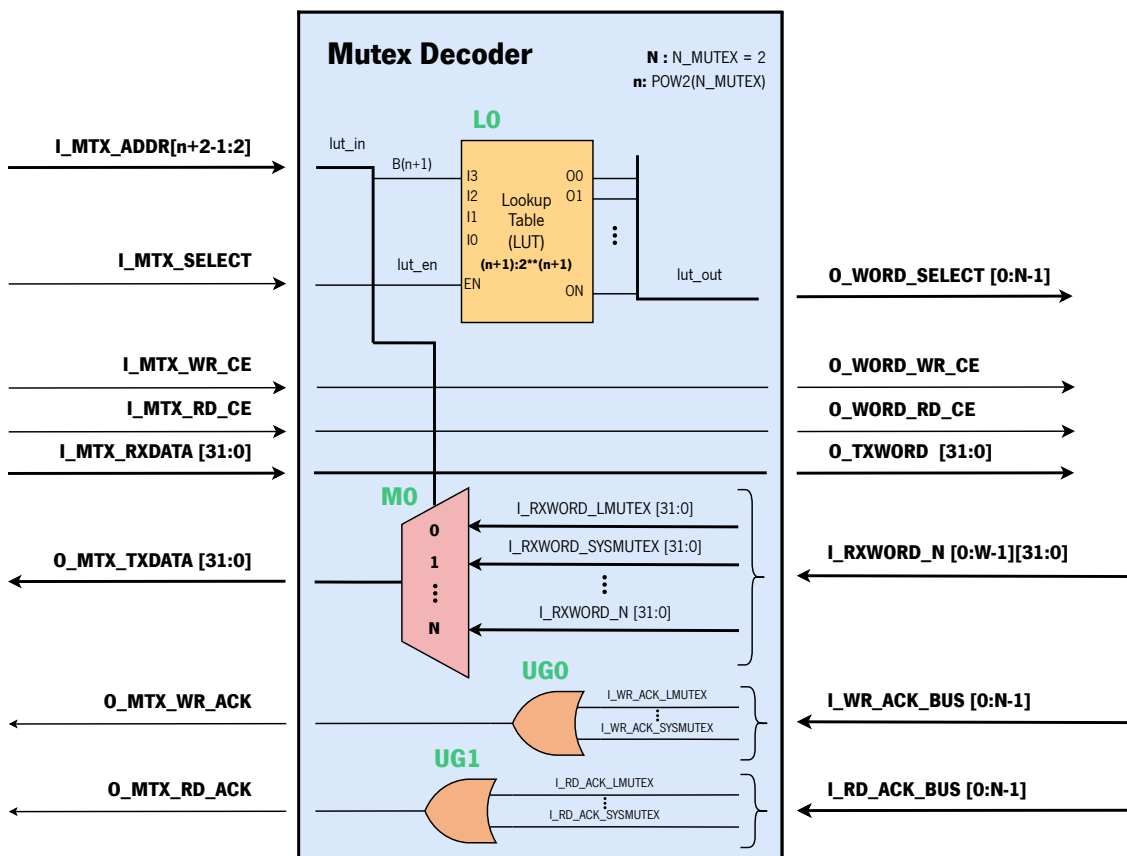 Mutex Decoder
N : N_MUTEX = 2
n: POW2(N_MUTEX)
L0
I_MTX_ADDR[n+2-1:2]
lut_in
B(n+1)
I3
I2
I1
I0
EN
Lookup
Table
(LUT)
(n+1):2**(n+1)
O0
O1
ON
I_MTX_SELECT
lut_en
lut_out
O_WORD_SELECT [0:N-1]
I_MTX_WR_CE
O_WORD_WR_CE
I_MTX_RD_CE
O_WORD_RD_CE
I_MTX_RXDATA [31:0]
O_TXWORD [31:0]
M0
0
1
N
I_RXWORD_LMUTEX [31:0]
I_RXWORD_SYSMUTEX [31:0]
I_RXWORD_N [31:0]
O_MTX_TXDATA [31:0]
I_RXWORD_N [0:W-1][31:0]
UG0
O_MTX_WR_ACK
I_WR_ACK_LMUTEX
I_WR_ACK_SYSMUTEX
I_WR_ACK_BUS [0:N-1]
UG1
O_MTX_RD_ACK
I_RD_ACK_LMUTEX
I_RD_ACK_SYSMUTEX
I_RD_ACK_BUS [0:N-1]